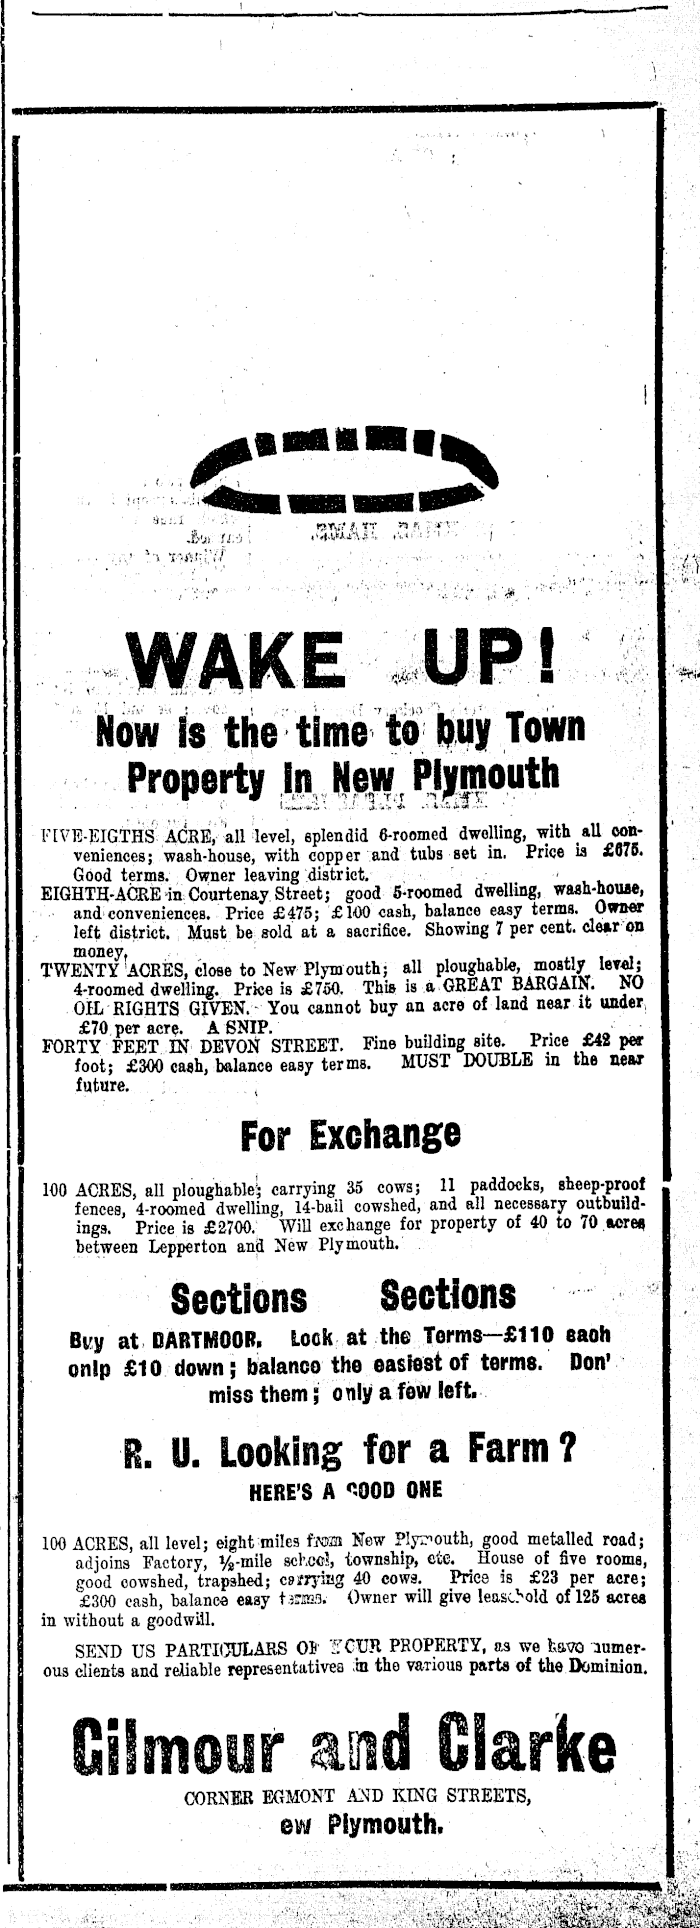 WAKE UP!
Now is the time to buy Town
Property in New Plymouth
FIVE-EIGTHS ACRE, all level, splendid 6-roomed dwelling, with all con-
veniences; wash-house, with copper and tubs set in. Price is £675.
Good terms. Owner leaving district.
EIGHTH-ACRE in Courtenay Street; good 5-roomed dwelling, wash-house,
and conveniences. Price £475; £100 cash, balance easy terms. Owner
left district. Must be sold at a sacrifice. Showing 7 per cent. clear on
money.
TWENTY ACRES, close to New Plymouth; all ploughable, mostly level;
4-roomed dwelling. Price is £750. This is a GREAT BARGAIN. NO
OIL RIGHTS GIVEN. You cannot buy an acre of land near it under
£70 per acre. A SNIP.
FORTY FEET IN DEVON STREET. Fine building site. Price £42 per
foot; £300 cash, balance easy terms. MUST DOUBLE in the near
future.
For Exchange
100 ACRES, all ploughable; carrying 35 cows; 11 paddocks, sheep-proof
fences, 4-roomed dwelling, 14-bail cowshed, and all necessary outbuild-
ings. Price is £2700. Will exchange for property of 40 to 70 acres
between Lepperton and New Plymouth.
Sections Sections
Buy at DARTMOOR. Look at the Terms—£110 each
onlp £10 down; balance the easiest of terms. Don'
miss them; only a few left.
R. U. Looking for a Farm?
HERE'S A GOOD ONE
100 ACRES, all level; eight miles from New Plymouth, good metalled road;
adjoins Factory, ½-mile school, township, etc. House of five rooms,
good cowshed, trapshed; carrying 40 cows. Price is £23 per acre;
£300 cash, balance easy terms. Owner will give leasehold of 125 acres
in without a goodwill.
SEND US PARTICULARS OF YOUR PROPERTY, as we have numer-
ous clients and reliable representatives in the various parts of the Dominion.
Gilmour and Clarke
CORNER EGMONT AND KING STREETS,
ew Plymouth.